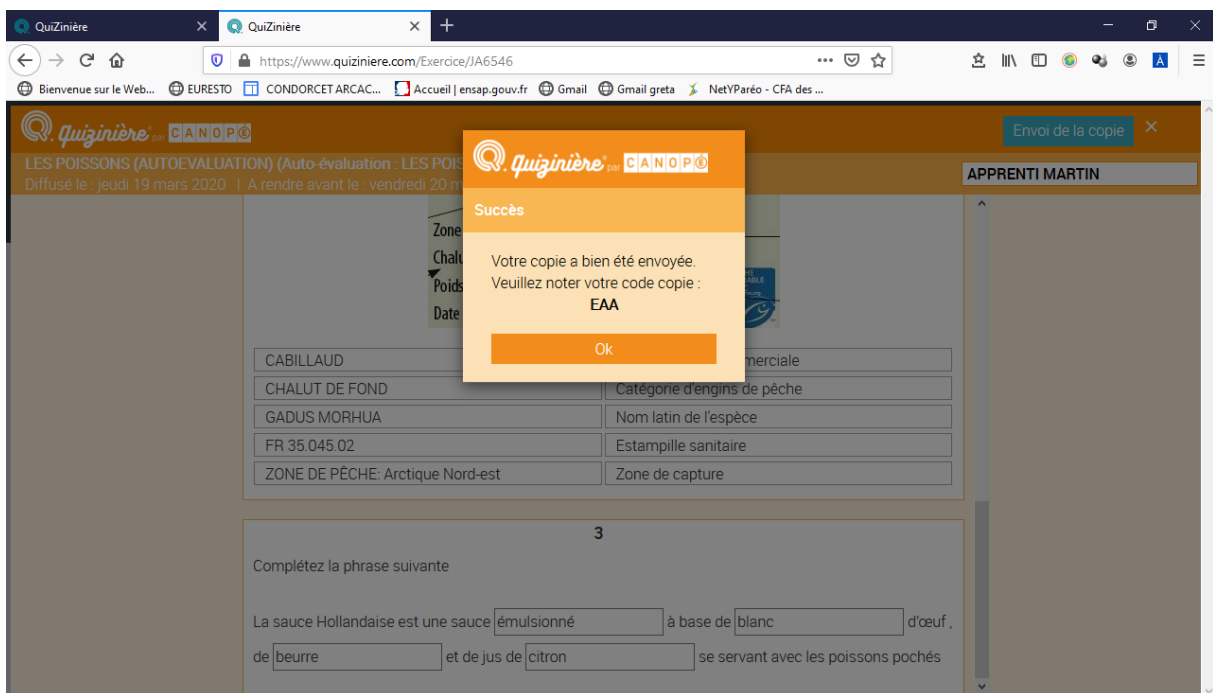 QuiZinière
QuiZinière
https://www.quiziniere.com/Exercice/JA6546
Bienvenue sur le Web... EURESTO CONDORCET ARCAC... Accueil | ensap.gouv.fr Gmail Gmail greta NetYParéo - CFA des ...
Quizinière par CANOPÉ
Envoi de la copie
LES POISSONS (AUTOEVALUATION) (Auto-évaluation : LES POIS
Diffusé le : jeudi 19 mars 2020 | A rendre avant le : vendredi 20 m
APPRENTI MARTIN
Quizinière par CANOPÉ
Succès
Votre copie a bien été envoyée.
Veuillez noter votre code copie :
EAA
Ok
Zone
Chalu
Poids
Date
CABILLAUD merciale
CHALUT DE FOND Catégorie d'engins de pêche
GADUS MORHUA Nom latin de l'espèce
FR 35.045.02 Estampille sanitaire
ZONE DE PÊCHE: Arctique Nord-est Zone de capture
3
Complétez la phrase suivante
La sauce Hollandaise est une sauce émulsionné à base de blanc d'œuf ,
de beurre et de jus de citron se servant avec les poissons pochés